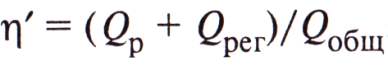 η′ = (Qр + Qрег)/Qобщ